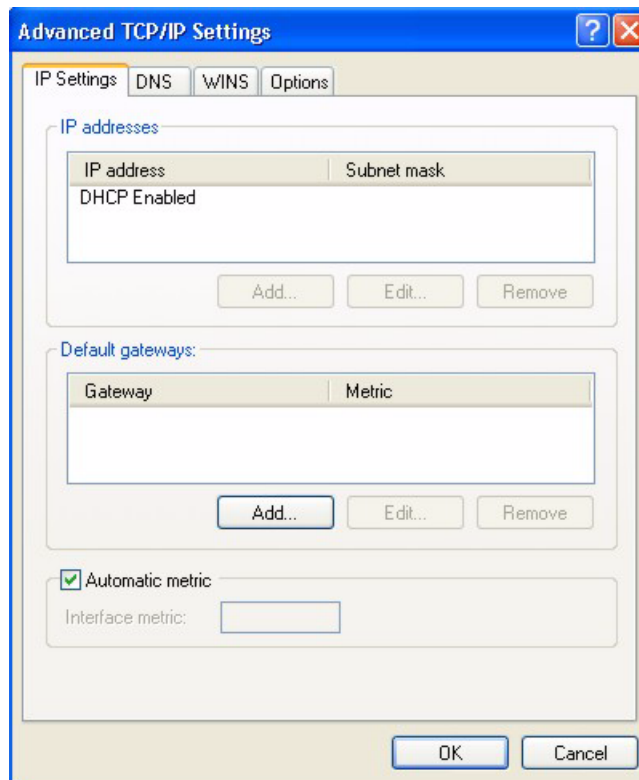 Advanced TCP/IP Settings
?
X
IP Settings DNS WINS Options
IP addresses
IP address Subnet mask
DHCP Enabled
Add... Edit... Remove
Default gateways:
Gateway Metric
Add... Edit... Remove
Automatic metric
Interface metric:
OK Cancel